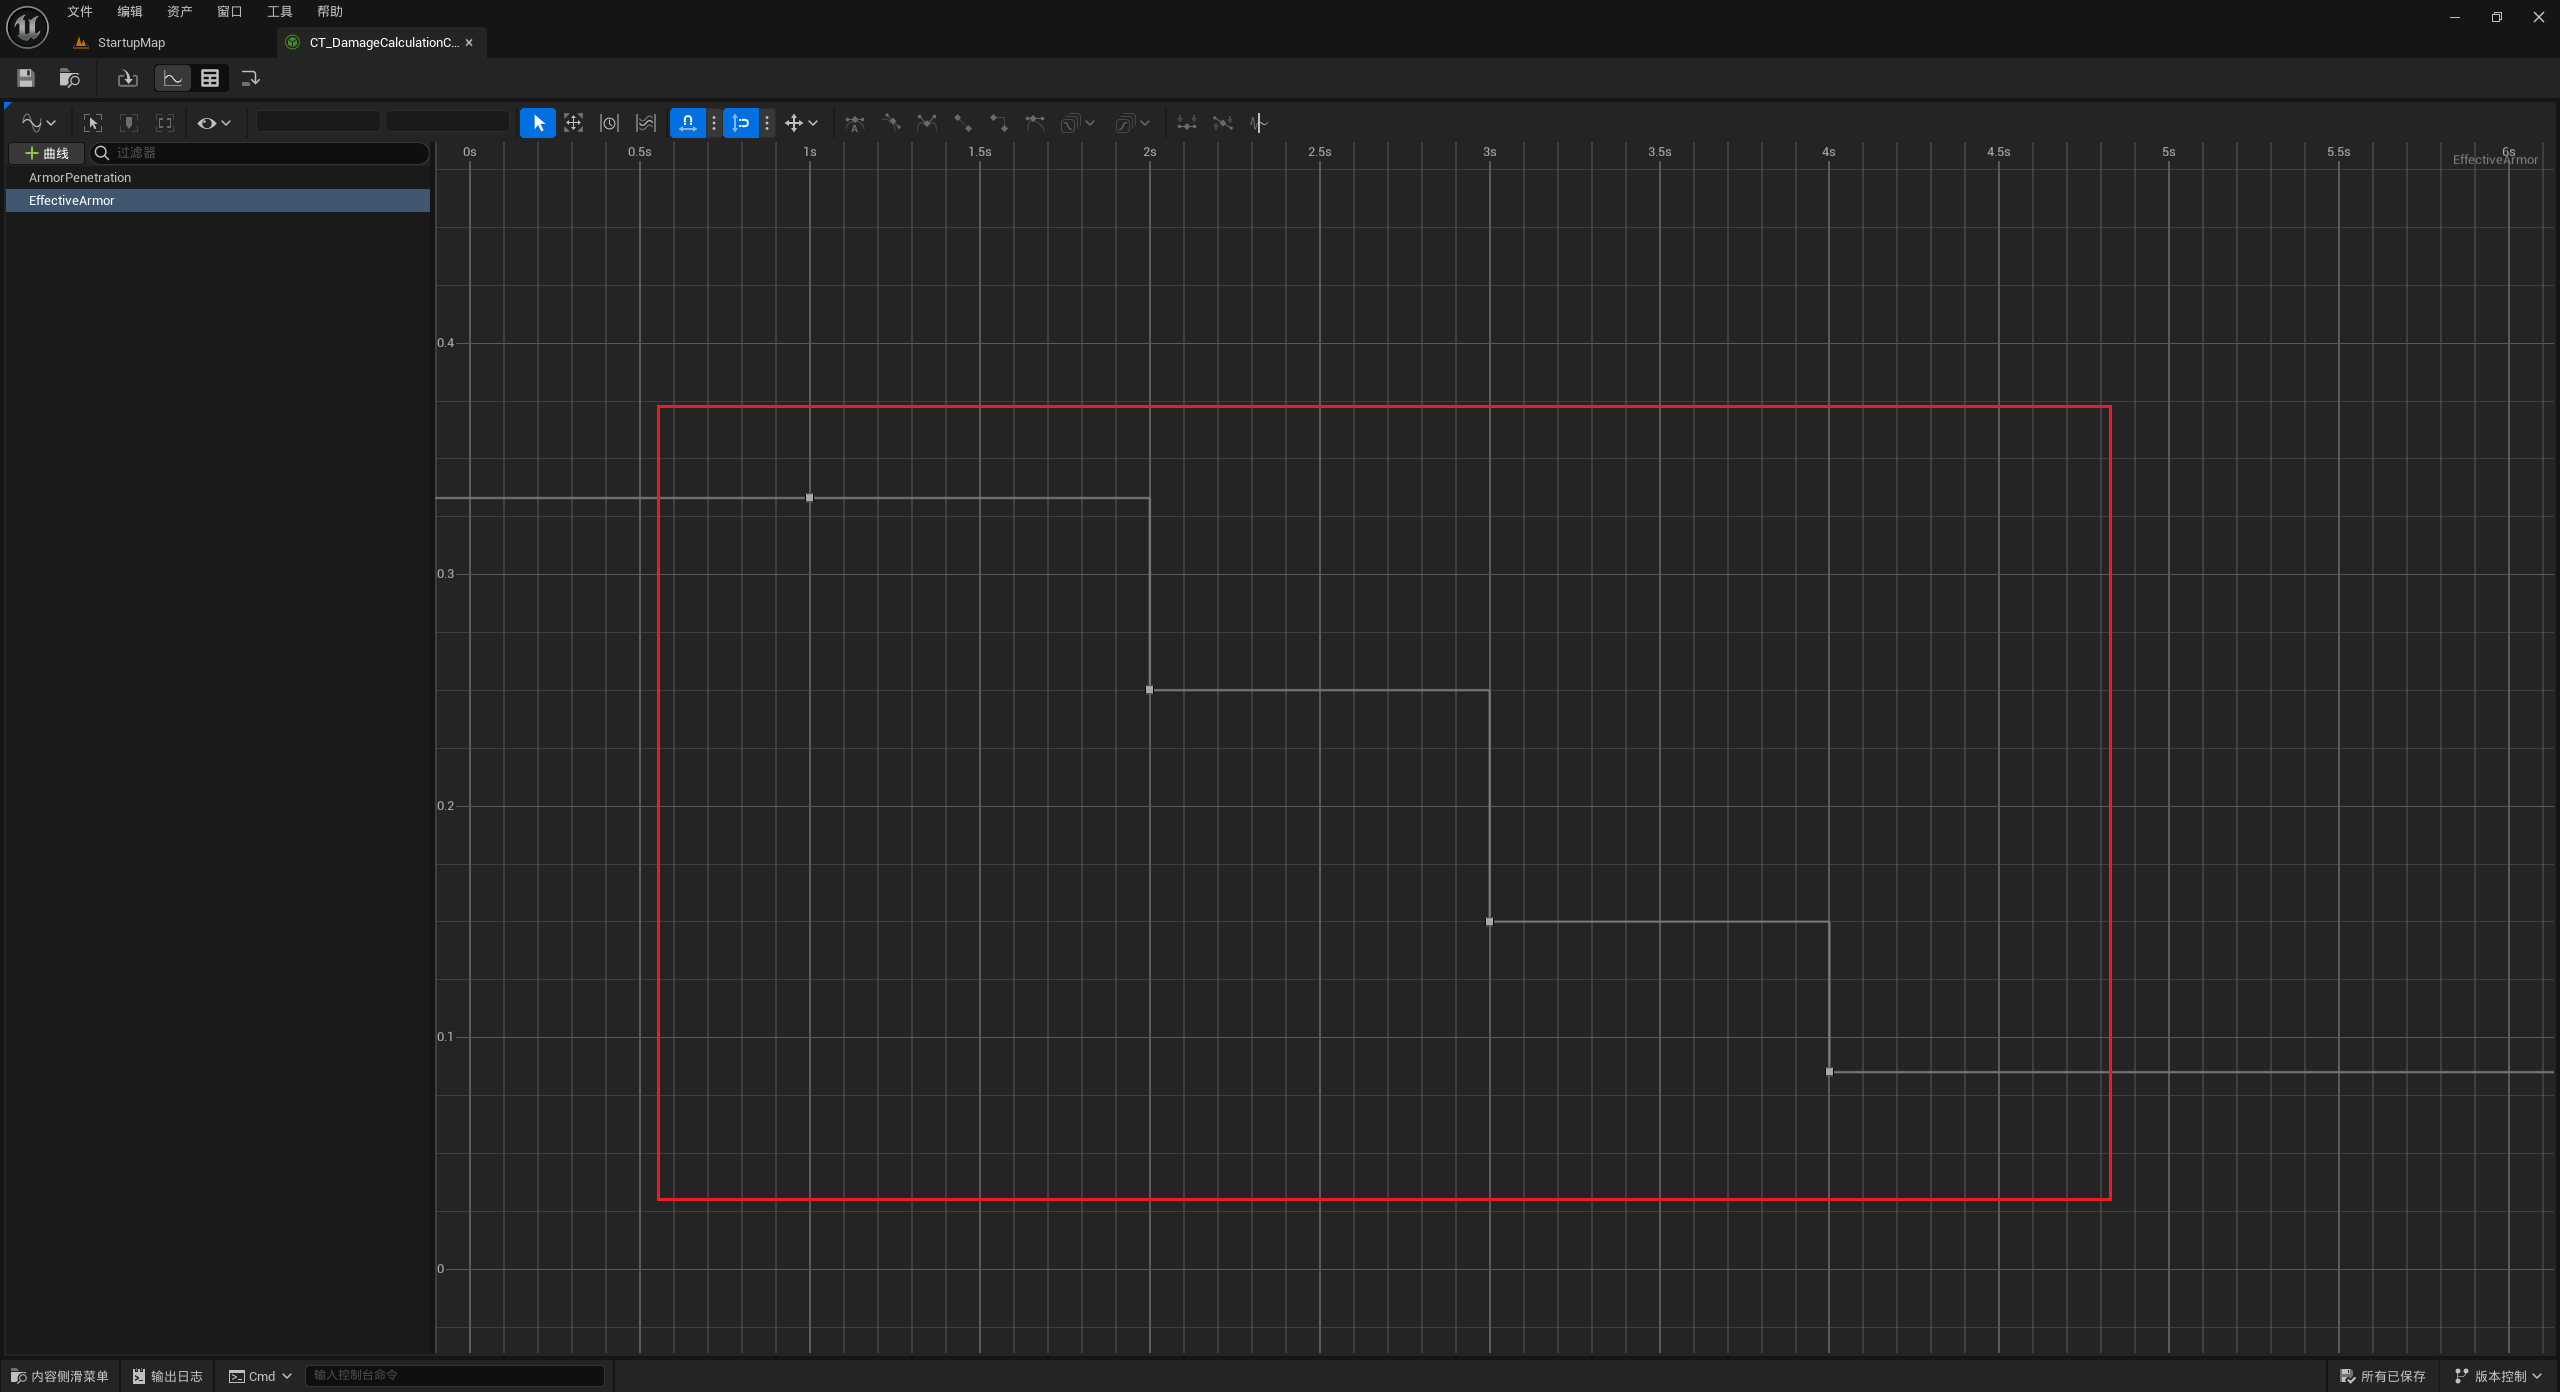 文件 编辑 资产 窗口 工具 帮助
StartupMap CT_DamageCalculationC...
曲线 过滤器
0s 0.5s 1s 1.5s 2s 2.5s 3s 3.5s 4s 4.5s 5s 5.5s 6s
EffectiveArmor
ArmorPenetration
EffectiveArmor
0.4
0.3
0.2
0.1
0
内容侧滑菜单 输出日志 Cmd 输入控制台命令 所有已保存 版本控制